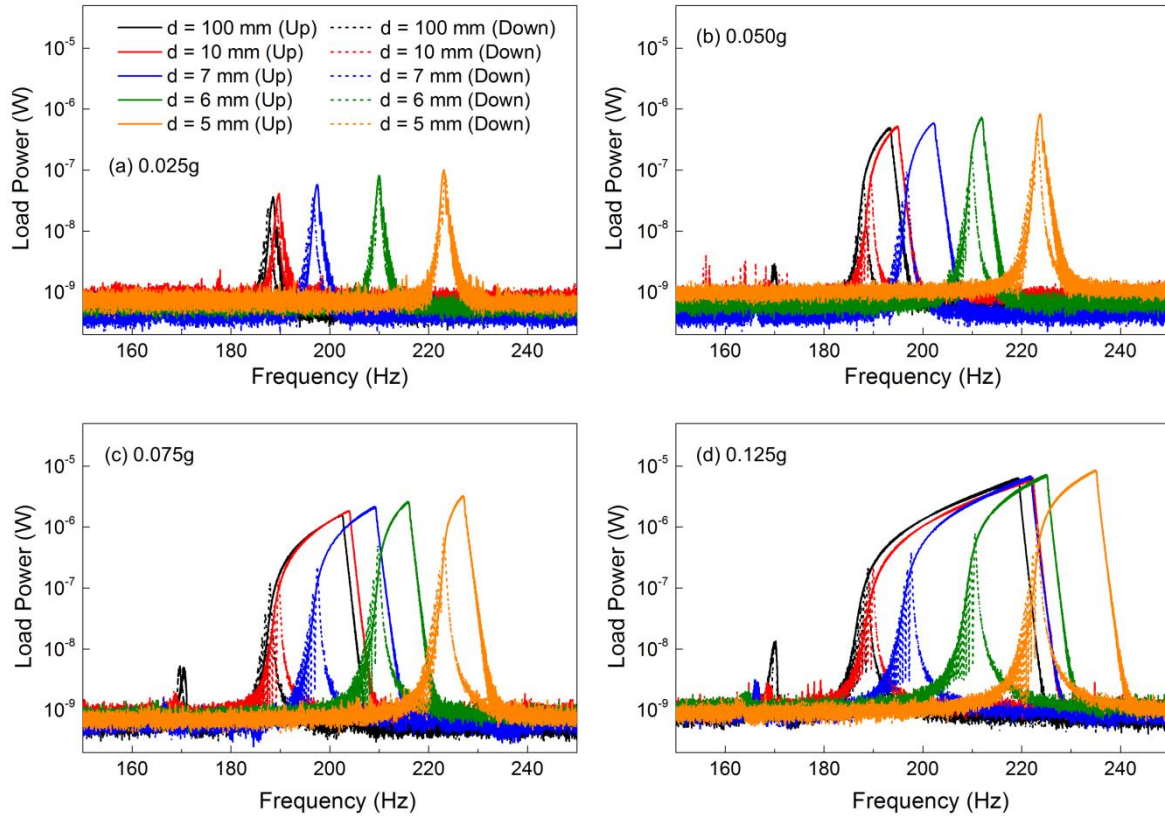 d = 100 mm (Up) d = 100 mm (Down)
d = 10 mm (Up) d = 10 mm (Down)
d = 7 mm (Up) d = 7 mm (Down)
d = 6 mm (Up) d = 6 mm (Down)
d = 5 mm (Up) d = 5 mm (Down)
(a) 0.025g
Load Power (W)
10⁻⁵
10⁻⁶
10⁻⁷
10⁻⁸
10⁻⁹
160 180 200 220 240
Frequency (Hz)
(b) 0.050g
Load Power (W)
10⁻⁵
10⁻⁶
10⁻⁷
10⁻⁸
10⁻⁹
160 180 200 220 240
Frequency (Hz)
(c) 0.075g
Load Power (W)
10⁻⁵
10⁻⁶
10⁻⁷
10⁻⁸
10⁻⁹
160 180 200 220 240
Frequency (Hz)
(d) 0.125g
Load Power (W)
10⁻⁵
10⁻⁶
10⁻⁷
10⁻⁸
10⁻⁹
160 180 200 220 240
Frequency (Hz)